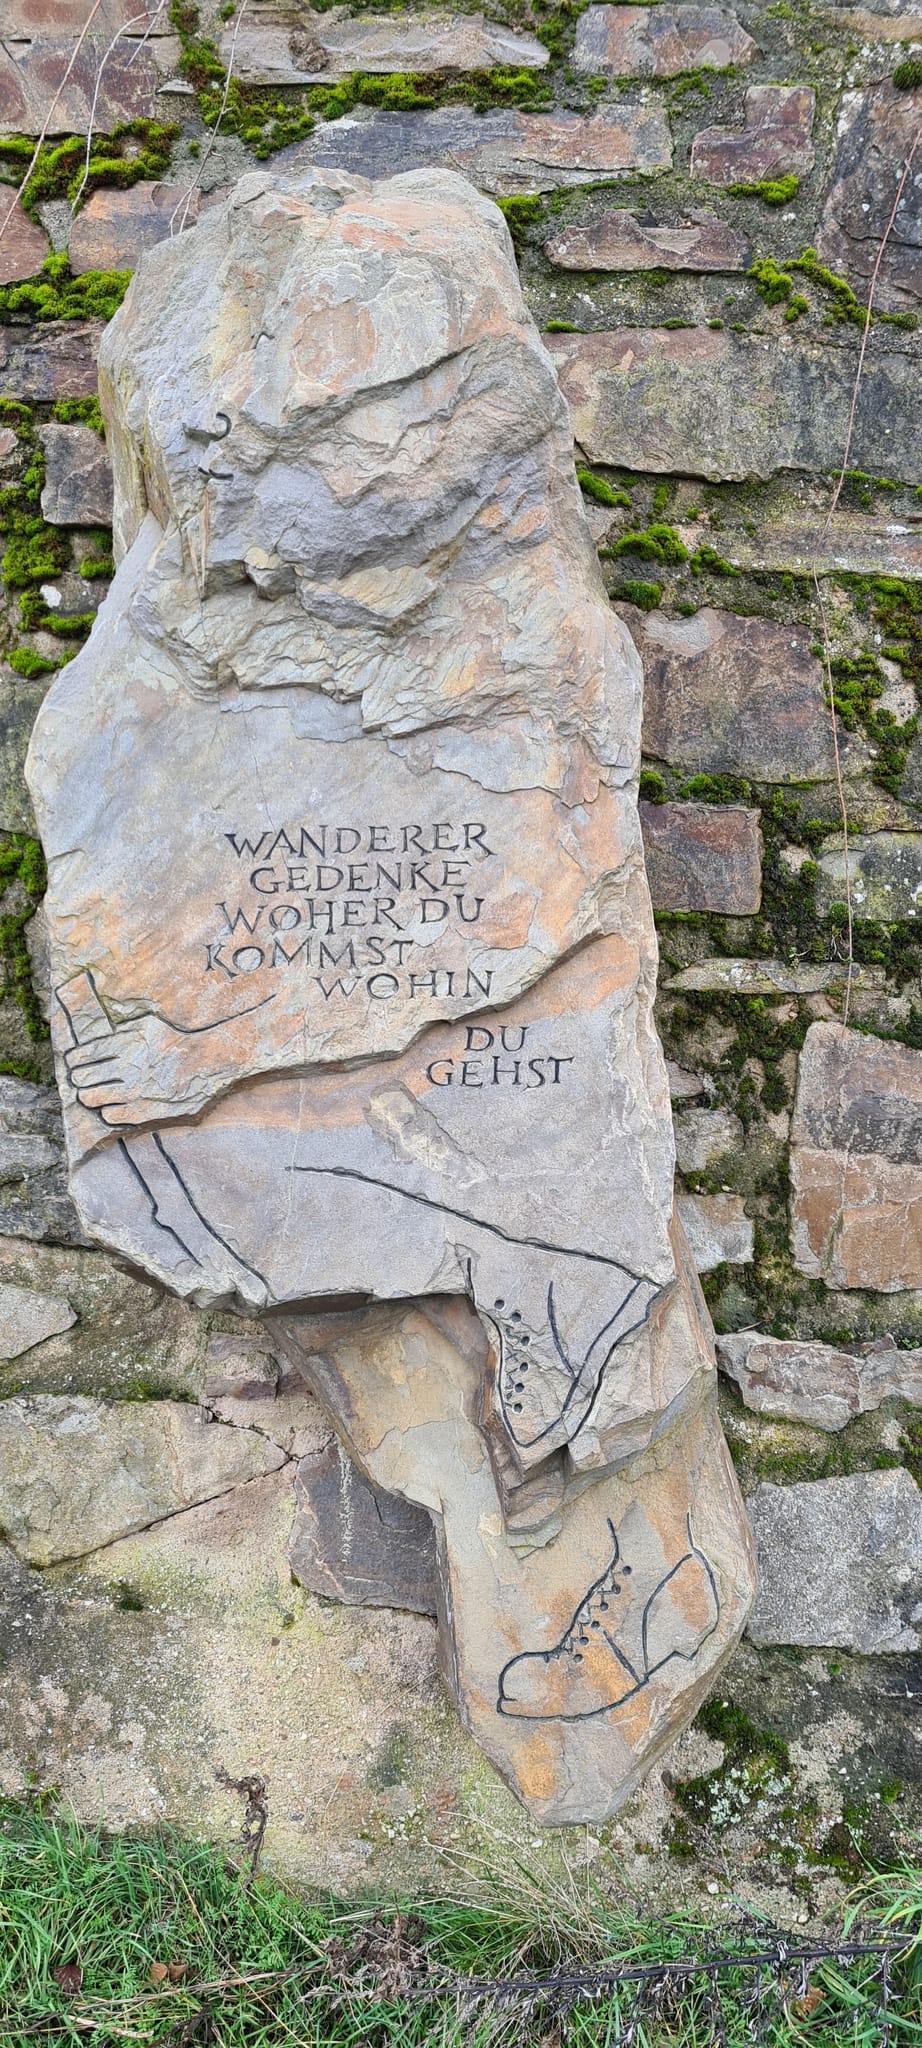 WANDERER
GEDENKE
WOHER DU
KOMMST
WOHIN
DU
GEHST